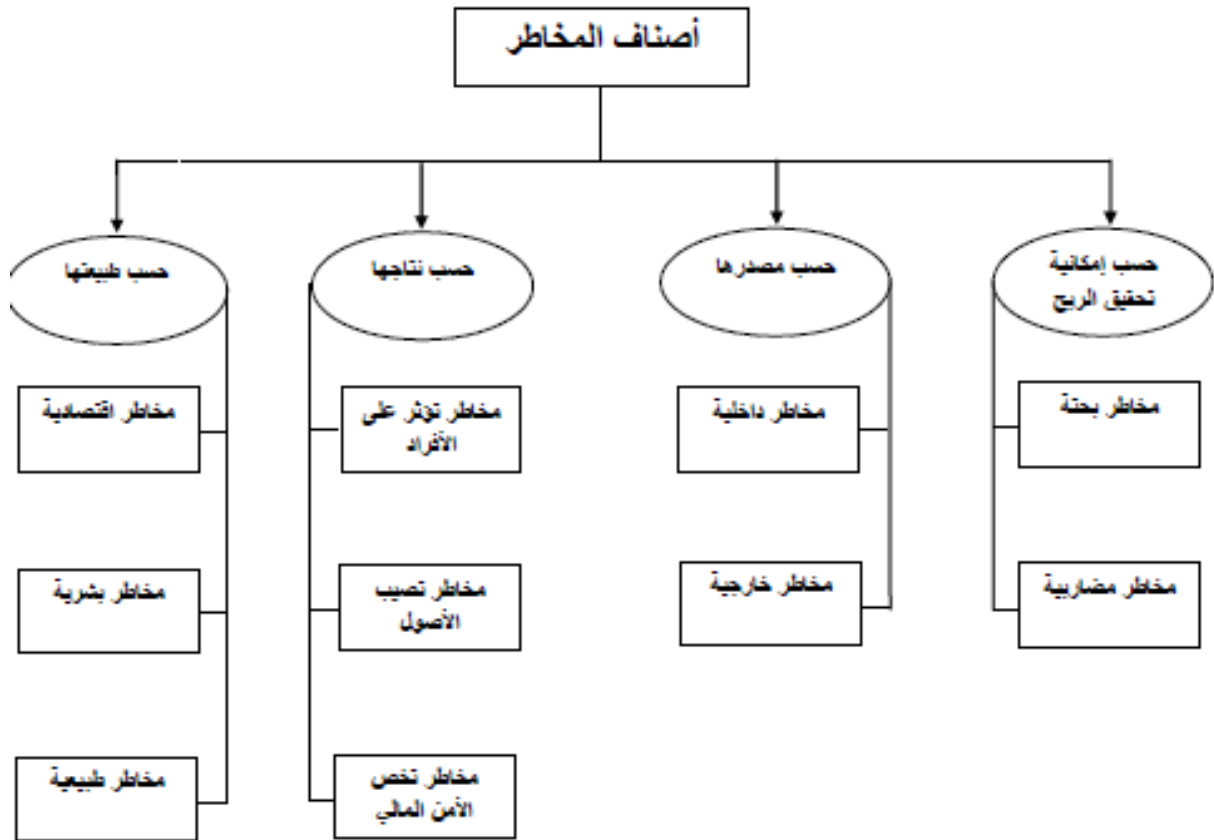 أصناف المخاطر
حسب إمكانية
تحقيق الربح
حسب مصدرها
حسب نتاجها
حسب طبيعتها
مخاطر بحتة
مخاطر داخلية
مخاطر تؤثر على
الأفراد
مخاطر اقتصادية
مخاطر مضاربية
مخاطر خارجية
مخاطر تصيب
الأصول
مخاطر بشرية
مخاطر تخص
الأمن المالي
مخاطر طبيعية